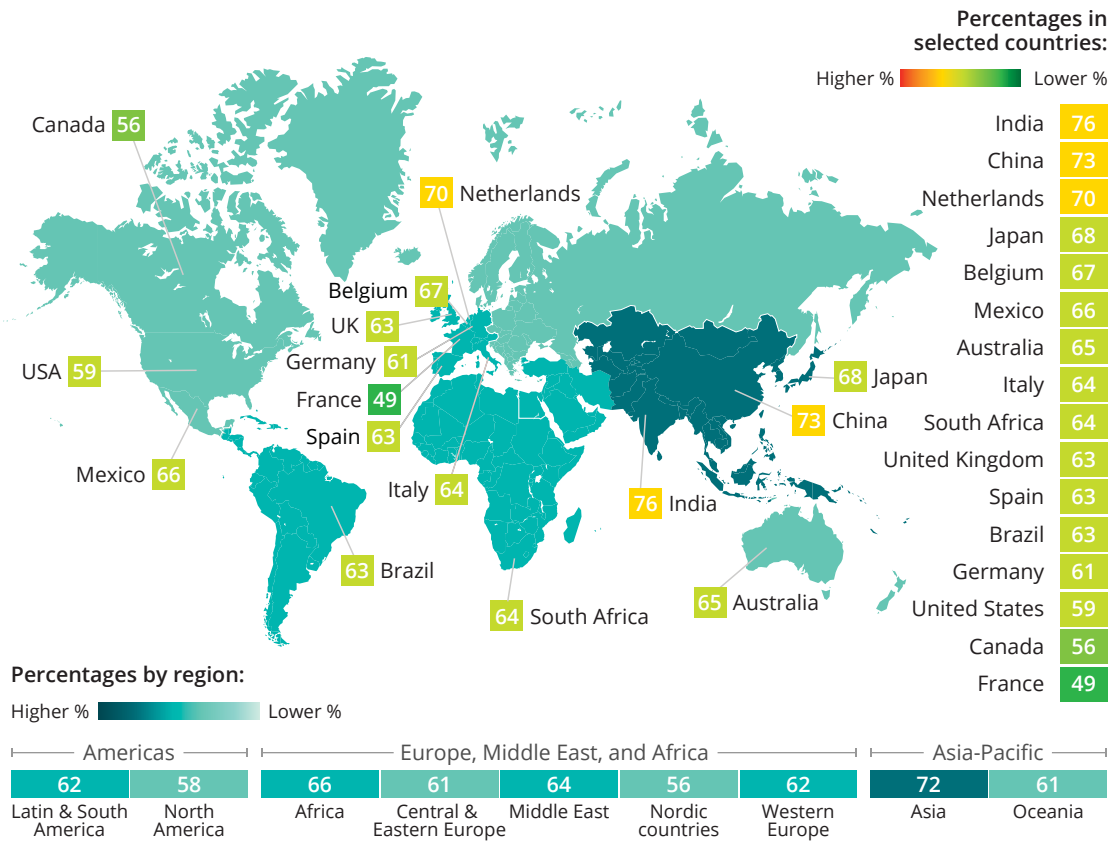 Percentages in
selected countries:
Higher %
Lower %
Canada 56
70 Netherlands
Belgium 67
UK 63
Germany 61
USA 59
France 49
Spain 63
Mexico 66
Italy 64
68 Japan
73 China
76 India
63 Brazil
65 Australia
64 South Africa
India 76
China 73
Netherlands 70
Japan 68
Belgium 67
Mexico 66
Australia 65
Italy 64
South Africa 64
United Kingdom 63
Spain 63
Brazil 63
Germany 61
United States 59
Canada 56
France 49
Percentages by region:
Higher %
Lower %
Americas
62
Latin & South
America
58
North
America
Europe, Middle East, and Africa
66
Africa
61
Central &
Eastern Europe
64
Middle East
56
Nordic
countries
62
Western
Europe
Asia-Pacific
72
Asia
61
Oceania